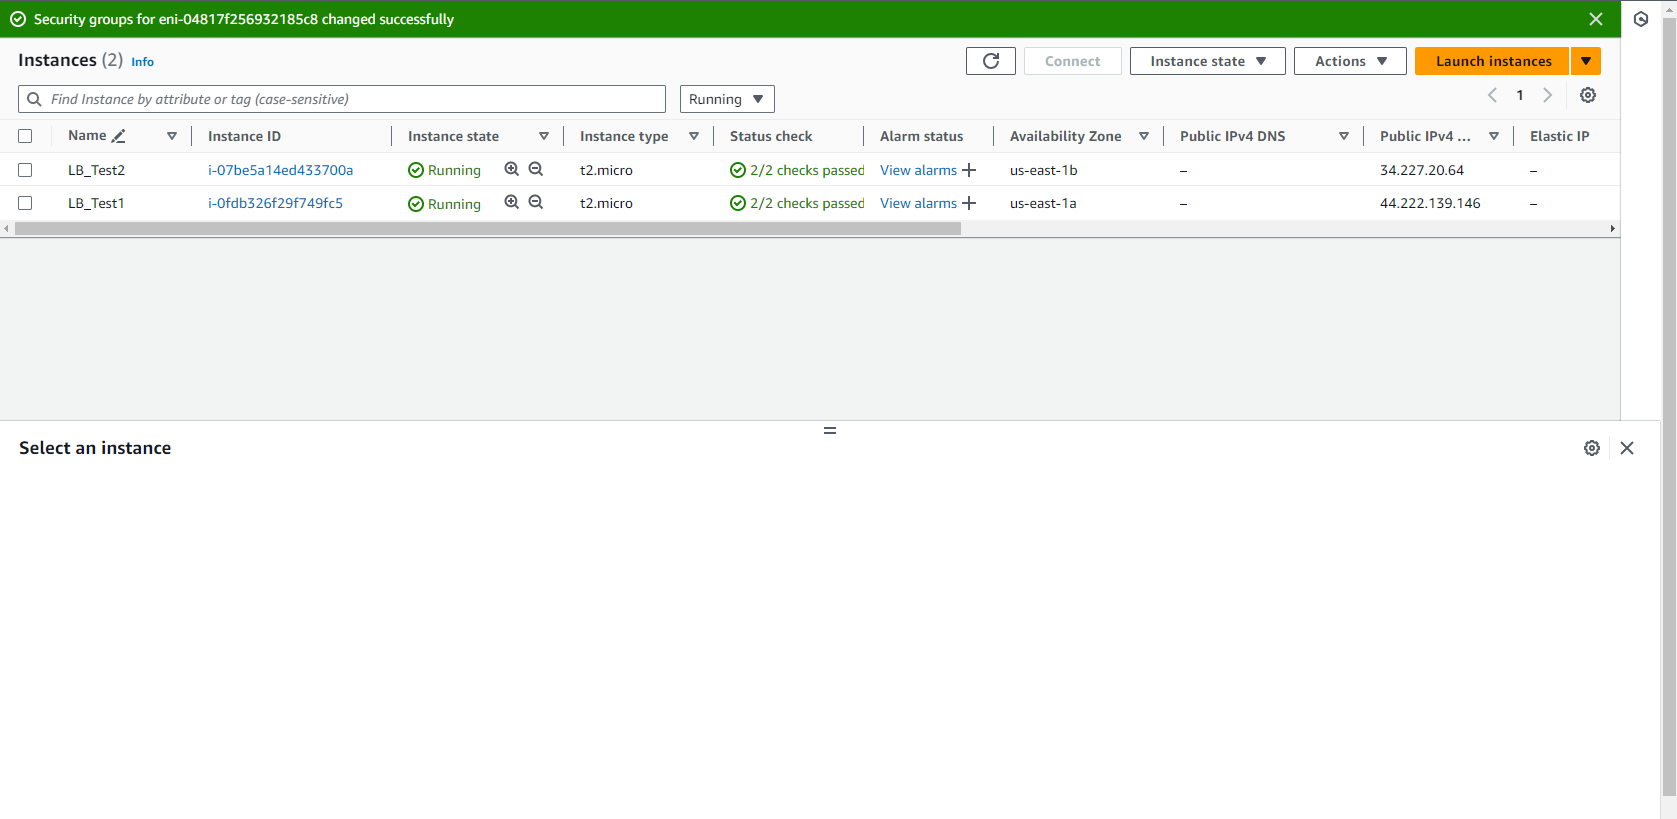 Security groups for eni-04817f256932185c8 changed successfully
Instances (2) Info
Connect Instance state Actions Launch instances
Find Instance by attribute or tag (case-sensitive) Running 1
Name Instance ID Instance state Instance type Status check Alarm status Availability Zone Public IPv4 DNS Public IPv4 ... Elastic IP
LB_Test2 i-07be5a14ed433700a Running t2.micro 2/2 checks passed View alarms us-east-1b – 34.227.20.64 –
LB_Test1 i-0fdb326f29f749fc5 Running t2.micro 2/2 checks passed View alarms us-east-1a – 44.222.139.146 –
Select an instance